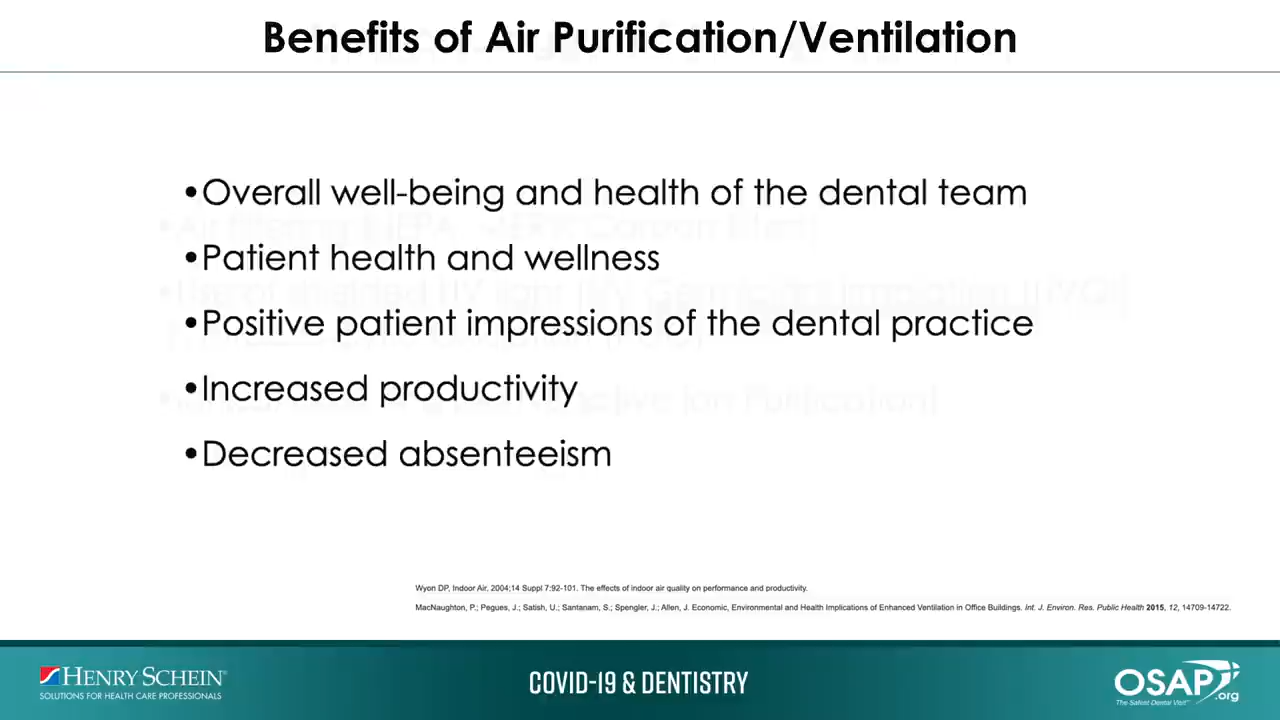 Benefits of Air Purification/Ventilation
•Overall well-being and health of the dental team
•Patient health and wellness
•Positive patient impressions of the dental practice
•Increased productivity
•Decreased absenteeism
Wyon DP, Indoor Air, 2004;14 Suppl 7:92-101. The effects of indoor air quality on performance and productivity.
MacNaughton, P.; Pegues, J.; Satish, U.; Santanam, S.; Spengler, J.; Allen, J. Economic, Environmental and Health Implications of Enhanced Ventilation in Office Buildings. Int. J. Environ. Res. Public Health 2015, 12, 14709-14722.
HENRY SCHEIN®
SOLUTIONS FOR HEALTH CARE PROFESSIONALS
COVID-19 & DENTISTRY
OSAP.org
The Safest Dental Visit™